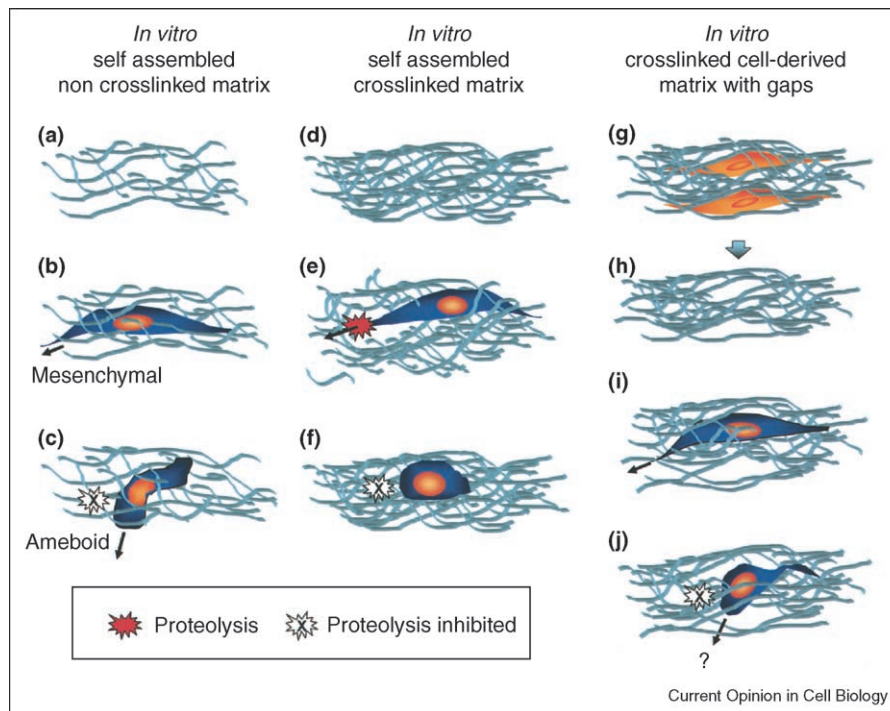 In vitro
self assembled
non crosslinked matrix
In vitro
self assembled
crosslinked matrix
In vitro
crosslinked cell-derived
matrix with gaps
(a)
(d)
(g)
(b)
(e)
(h)
Mesenchymal
(i)
(c)
(f)
Ameboid
(j)
X
X
X
?
Proteolysis
X Proteolysis inhibited
Current Opinion in Cell Biology